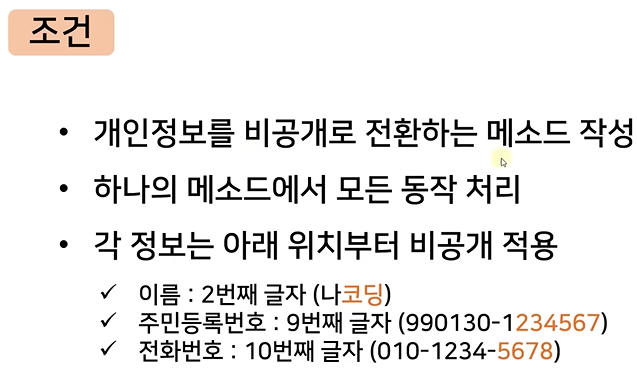 조건
• 개인정보를 비공개로 전환하는 메소드 작성
• 하나의 메소드에서 모든 동작 처리
• 각 정보는 아래 위치부터 비공개 적용
✓ 이름 : 2번째 글자 (나코딩)
✓ 주민등록번호 : 9번째 글자 (990130-1234567)
✓ 전화번호 : 10번째 글자 (010-1234-5678)